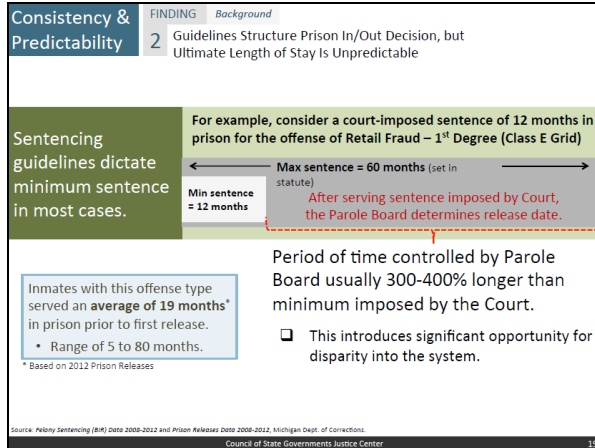 Consistency &
Predictability
FINDING Background
2 Guidelines Structure Prison In/Out Decision, but
Ultimate Length of Stay Is Unpredictable
Sentencing
guidelines dictate
minimum sentence
in most cases.
For example, consider a court-imposed sentence of 12 months in
prison for the offense of Retail Fraud – 1st Degree (Class E Grid)
Max sentence = 60 months (set in
statute)
Min sentence
= 12 months
After serving sentence imposed by Court,
the Parole Board determines release date.
Period of time controlled by Parole
Board usually 300-400% longer than
minimum imposed by the Court.
❑ This introduces significant opportunity for
disparity into the system.
Inmates with this offense type
served an average of 19 months*
in prison prior to first release.
• Range of 5 to 80 months.
* Based on 2012 Prison Releases
Source: Felony Sentencing (BIR) Data 2008-2012 and Prison Releases Data 2008-2012, Michigan Dept. of Corrections.
Council of State Governments Justice Center